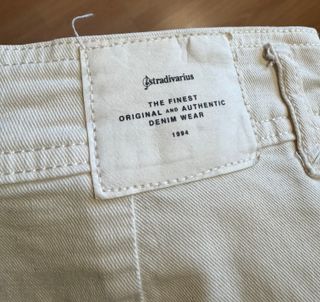 stradivarius
THE FINEST
ORIGINAL AND AUTHENTIC
DENIM WEAR
1994